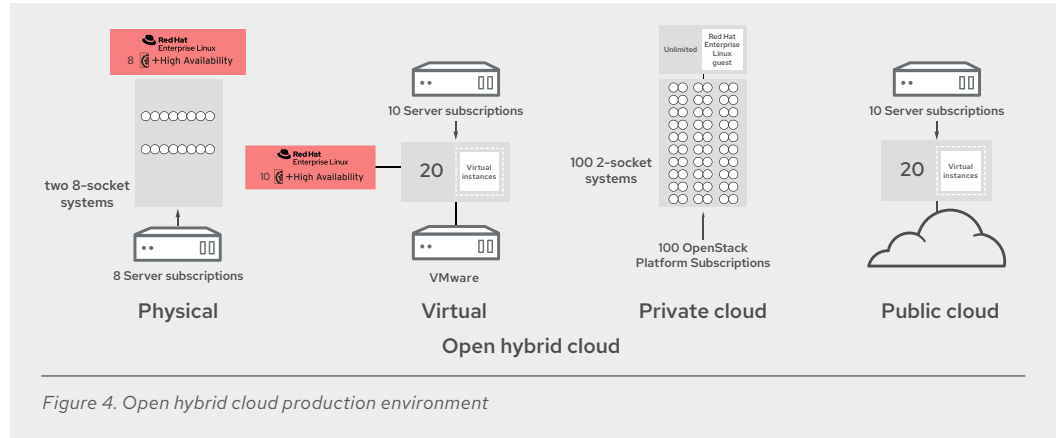 Red Hat
Enterprise Linux
8 +High Availability
two 8-socket
systems
8 Server subscriptions
Physical
10 Server subscriptions
Red Hat
Enterprise Linux
10 +High Availability
20
Virtual
instances
VMware
Virtual
Unlimited
Red Hat
Enterprise
Linux
guest
100 2-socket
systems
100 OpenStack
Platform Subscriptions
Private cloud
10 Server subscriptions
20
Virtual
instances
Public cloud
Open hybrid cloud
Figure 4. Open hybrid cloud production environment